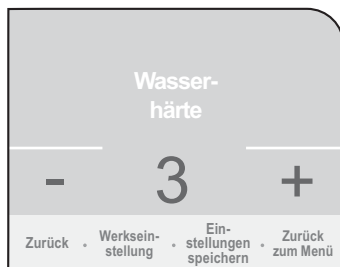 Wasser-
härte
- 3 +
Zurück • Werksein-
stellung • Ein-
stellungen
speichern • Zurück
zum Menü